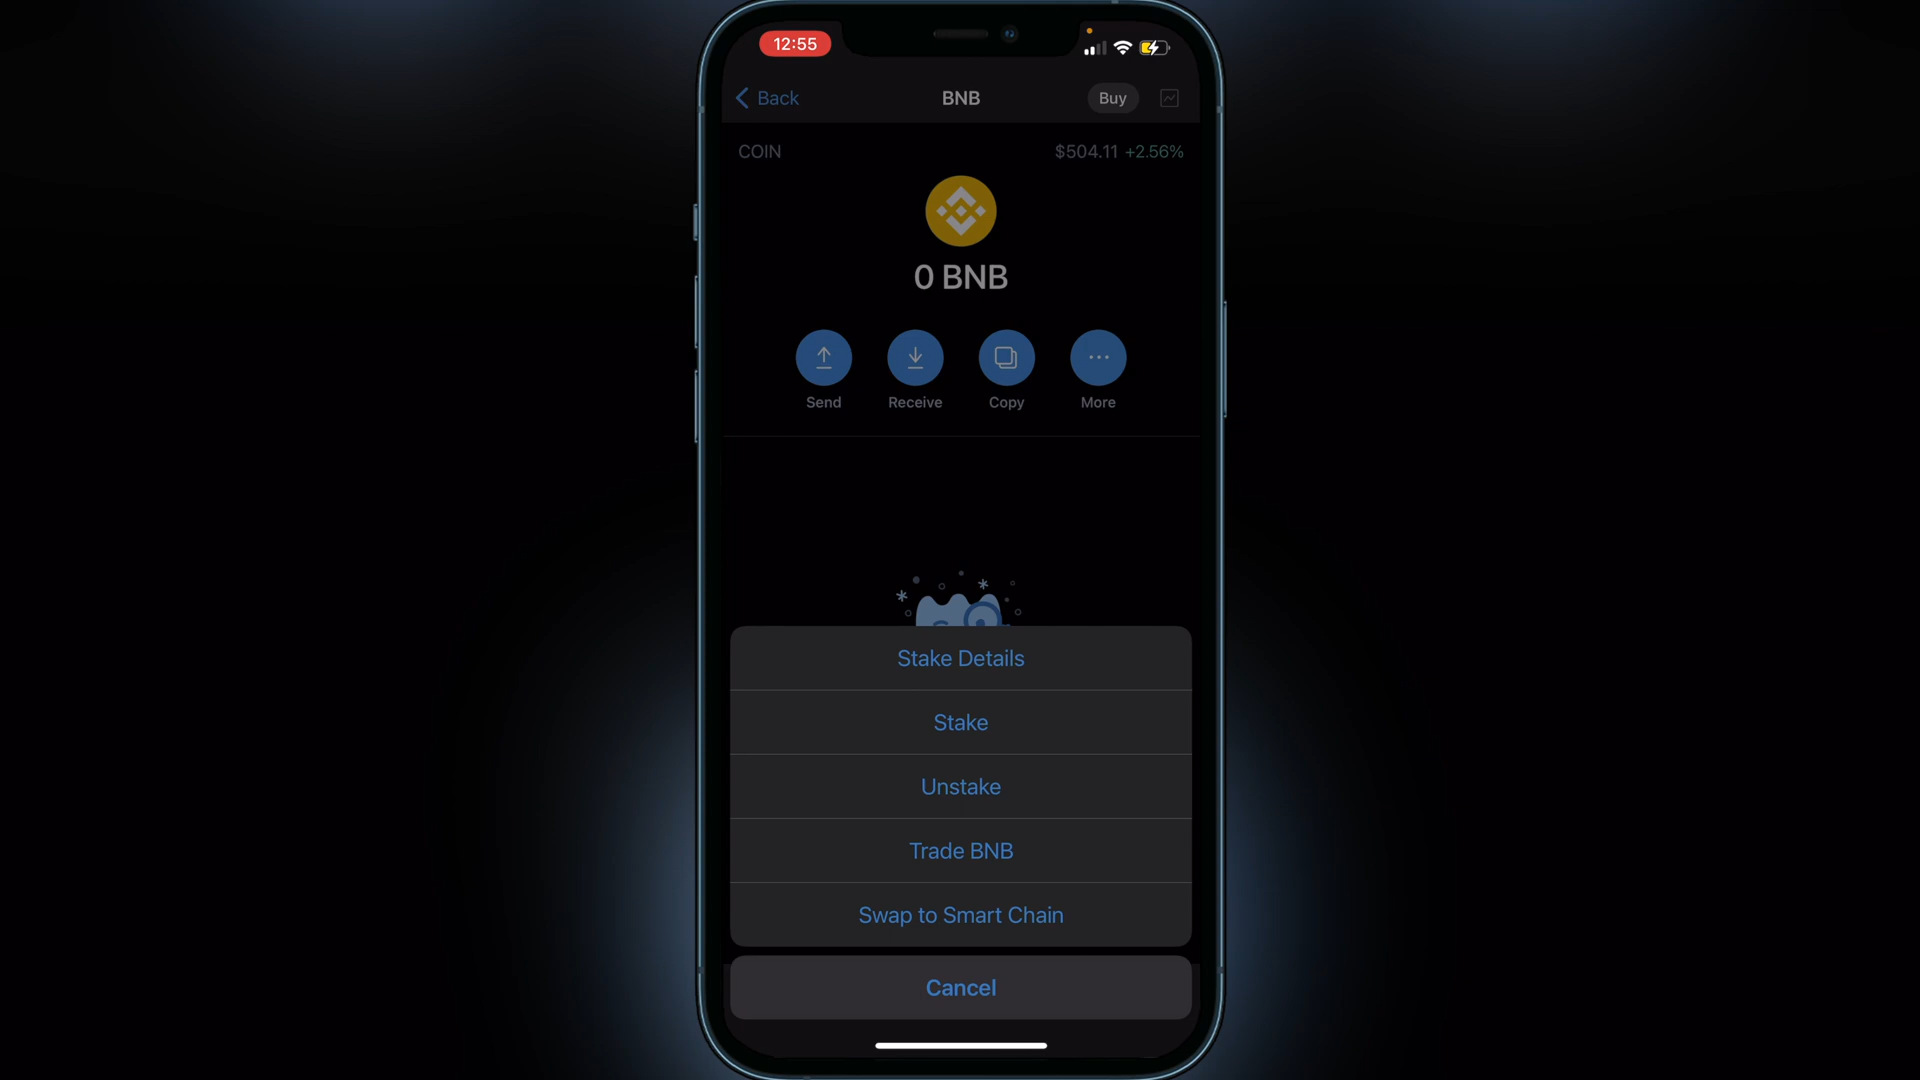 12:55
Back
BNB
Buy
COIN
$504.11 +2.56%
0 BNB
Send
Receive
Copy
More
Stake Details
Stake
Unstake
Trade BNB
Swap to Smart Chain
Cancel